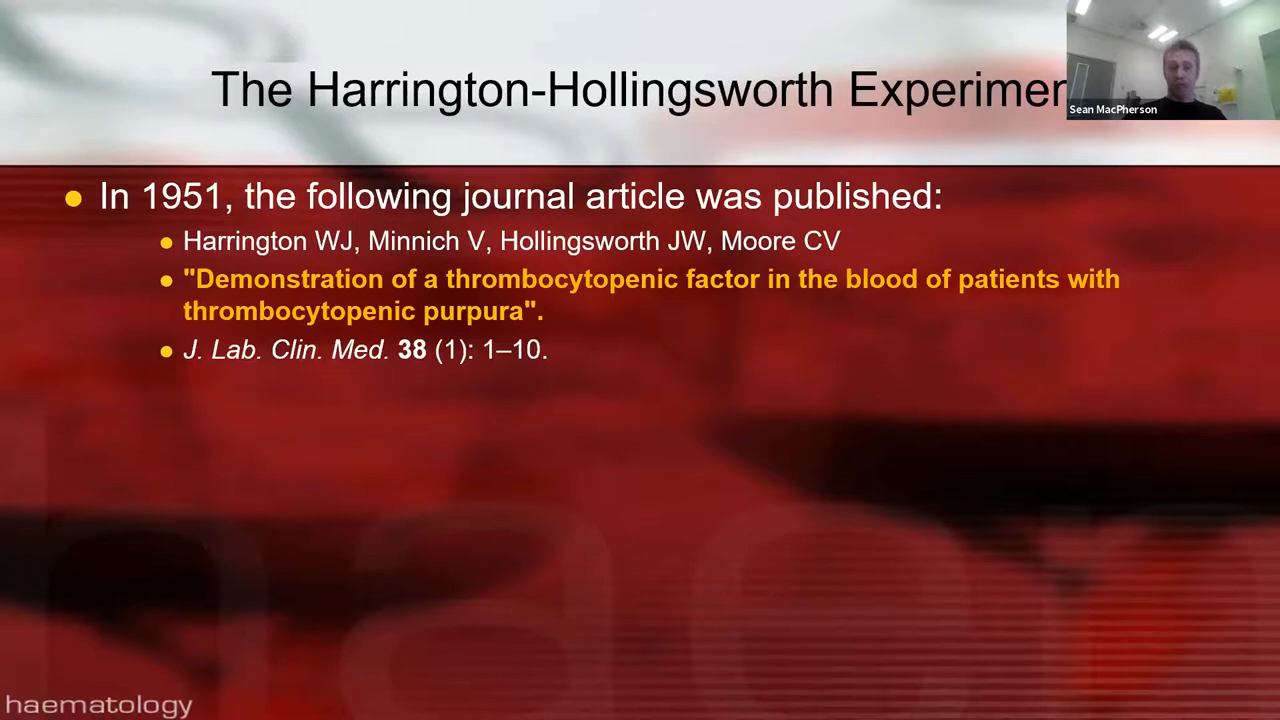 The Harrington-Hollingsworth Experimen
Sean MacPherson
In 1951, the following journal article was published:
Harrington WJ, Minnich V, Hollingsworth JW, Moore CV
"Demonstration of a thrombocytopenic factor in the blood of patients with
thrombocytopenic purpura".
J. Lab. Clin. Med. 38 (1): 1–10.
haematology